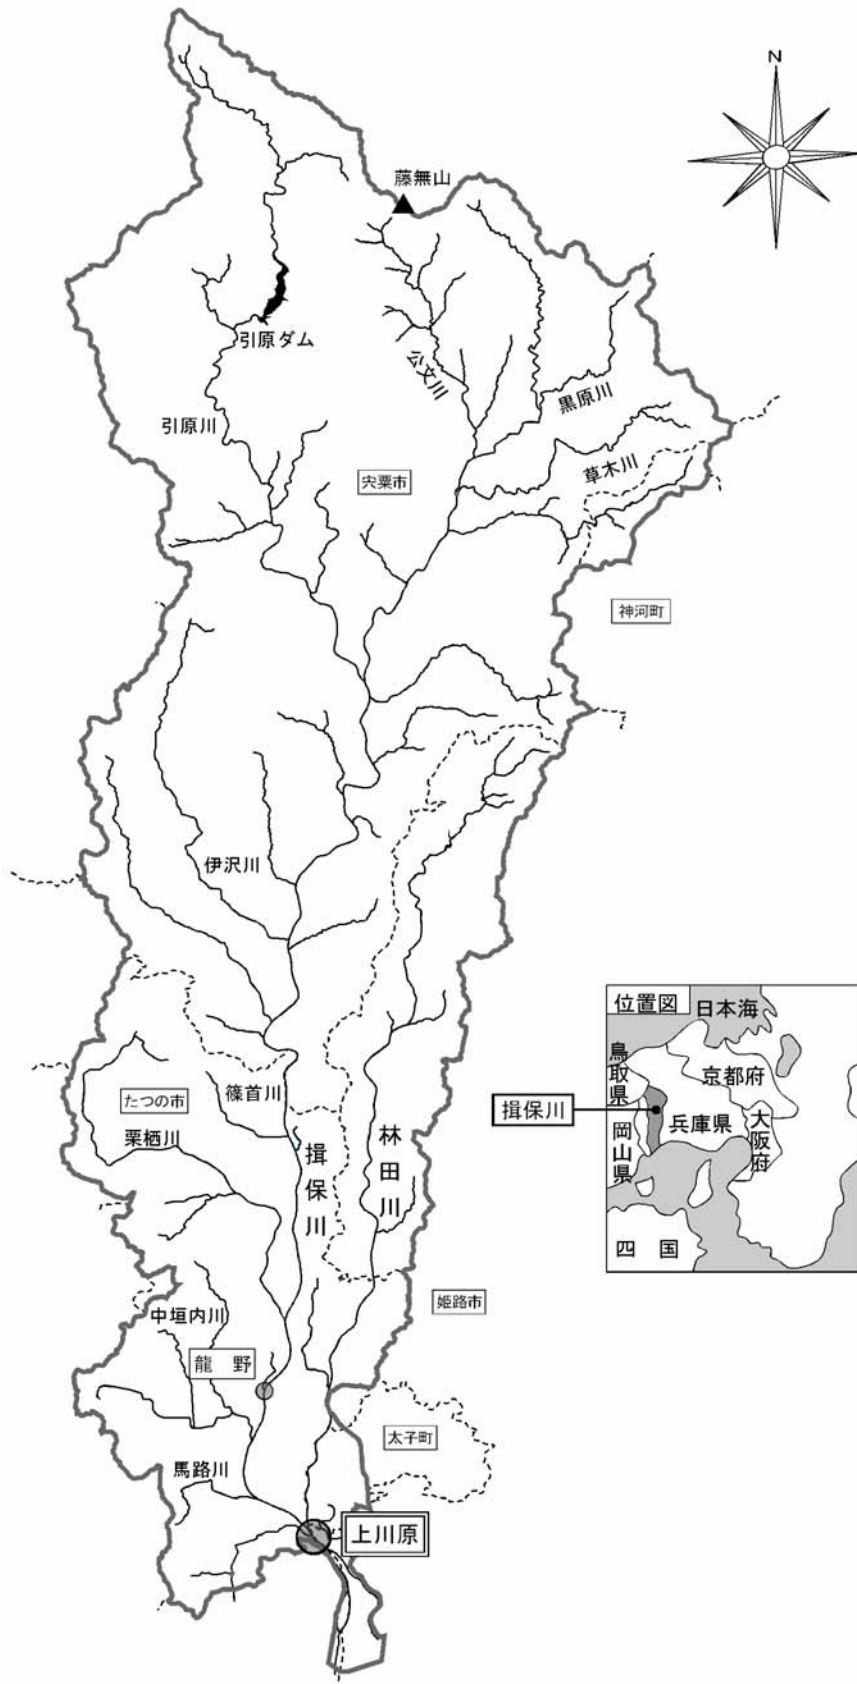 N
藤無山
引原ダム
公文川
黒原川
引原川
草木川
宍粟市
神河町
伊沢川
位置図
日本海
鳥取県
京都府
揖保川
兵庫県
大阪府
岡山県
四 国
たつの市
篠首川
栗栖川
揖保川
林田川
姫路市
中垣内川
龍 野
太子町
馬路川
上川原